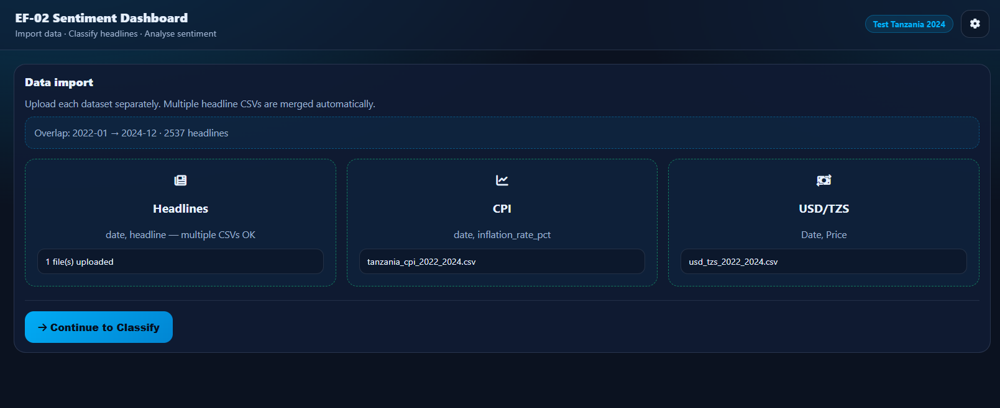 EF-02 Sentiment Dashboard
Import data · Classify headlines · Analyse sentiment
Test Tanzania 2024
Data import
Upload each dataset separately. Multiple headline CSVs are merged automatically.
Overlap: 2022-01 → 2024-12 · 2537 headlines
Headlines
date, headline — multiple CSVs OK
1 file(s) uploaded
CPI
date, inflation_rate_pct
tanzania_cpi_2022_2024.csv
USD/TZS
Date, Price
usd_tzs_2022_2024.csv
→ Continue to Classify